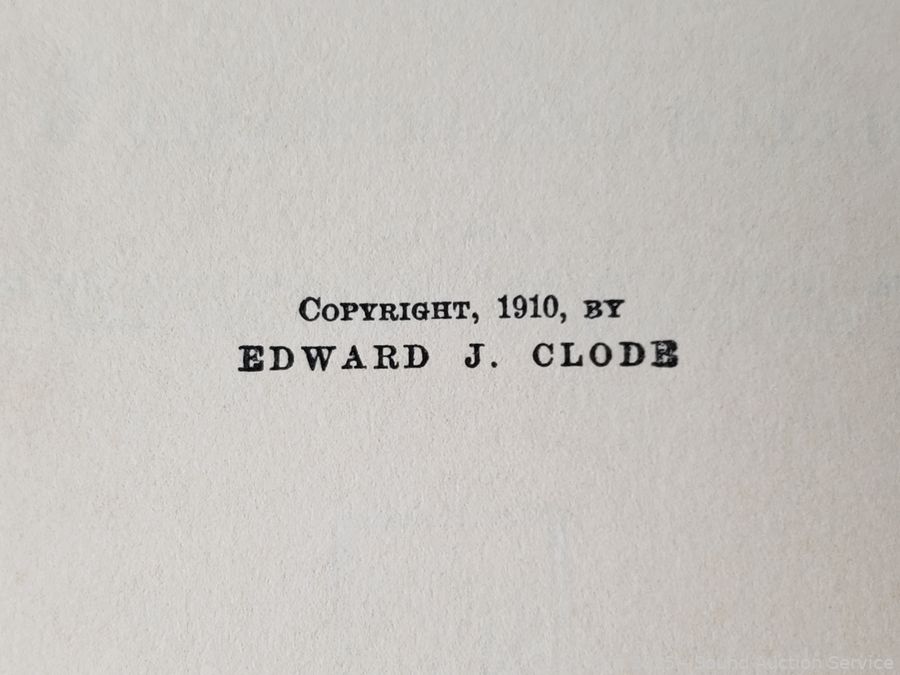 COPYRIGHT, 1910, BY
EDWARD J. CLODE
Sound Auction Service